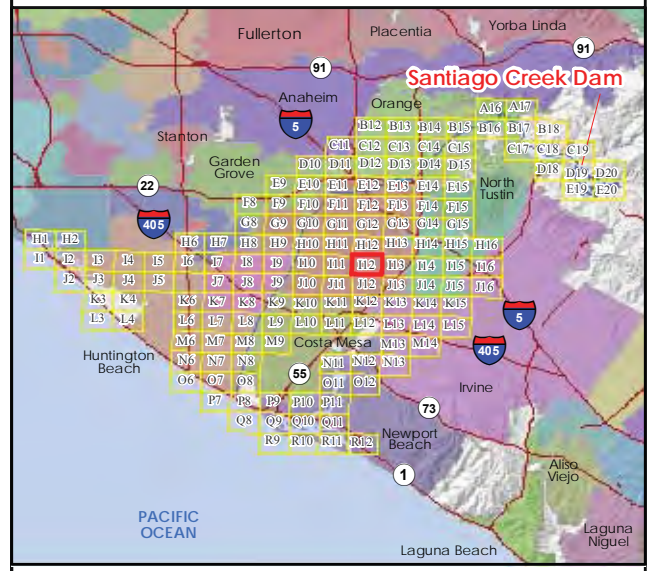 Fullerton
Placentia
Yorba Linda
91
91
Santiago Creek Dam
Anaheim
Orange
5
A16 A17
B12 B13 B14 B15 B16 B17 B18
Stanton
C11 C12 C13 C14 C15 C17 C18 C19
Garden
Grove
D10 D11 D12 D13 D14 D15 D18 D19 D20
22
E9 E10 E11 E12 E13 E14 E15 E19 E20
North
Tustin
F8 F9 F10 F11 F12 F13 F14 F15
405
G8 G9 G10 G11 G12 G13 G14 G15
H1 H2 H6 H7 H8 H9 H10 H11 H12 H13 H14 H15 H16
I1 I2 I3 I4 I5 I6 I7 I8 I9 I10 I11 I12 I13 I14 I15 I16
J2 J3 J4 J5 J6 J7 J8 J9 J10 J11 J12 J13 J14 J15 J16
K3 K4 K6 K7 K8 K9 K10 K11 K12 K13 K14 K15
5
L3 L4 L6 L7 L8 L9 L10 L11 L12 L13 L14 L15
M6 M7 M8 M9 Costa Mesa M13 M14
405
Huntington
Beach
N6 N7 N8 N11 N12 N13
55
O6 O7 O8 O11 O12
Irvine
P7 P8 P9 P10 P11
73
Q8 Q9 Q10 Q11
Newport
Beach
R9 R10 R11 R12
1
Aliso
Viejo
PACIFIC
OCEAN
Laguna
Niguel
Laguna Beach